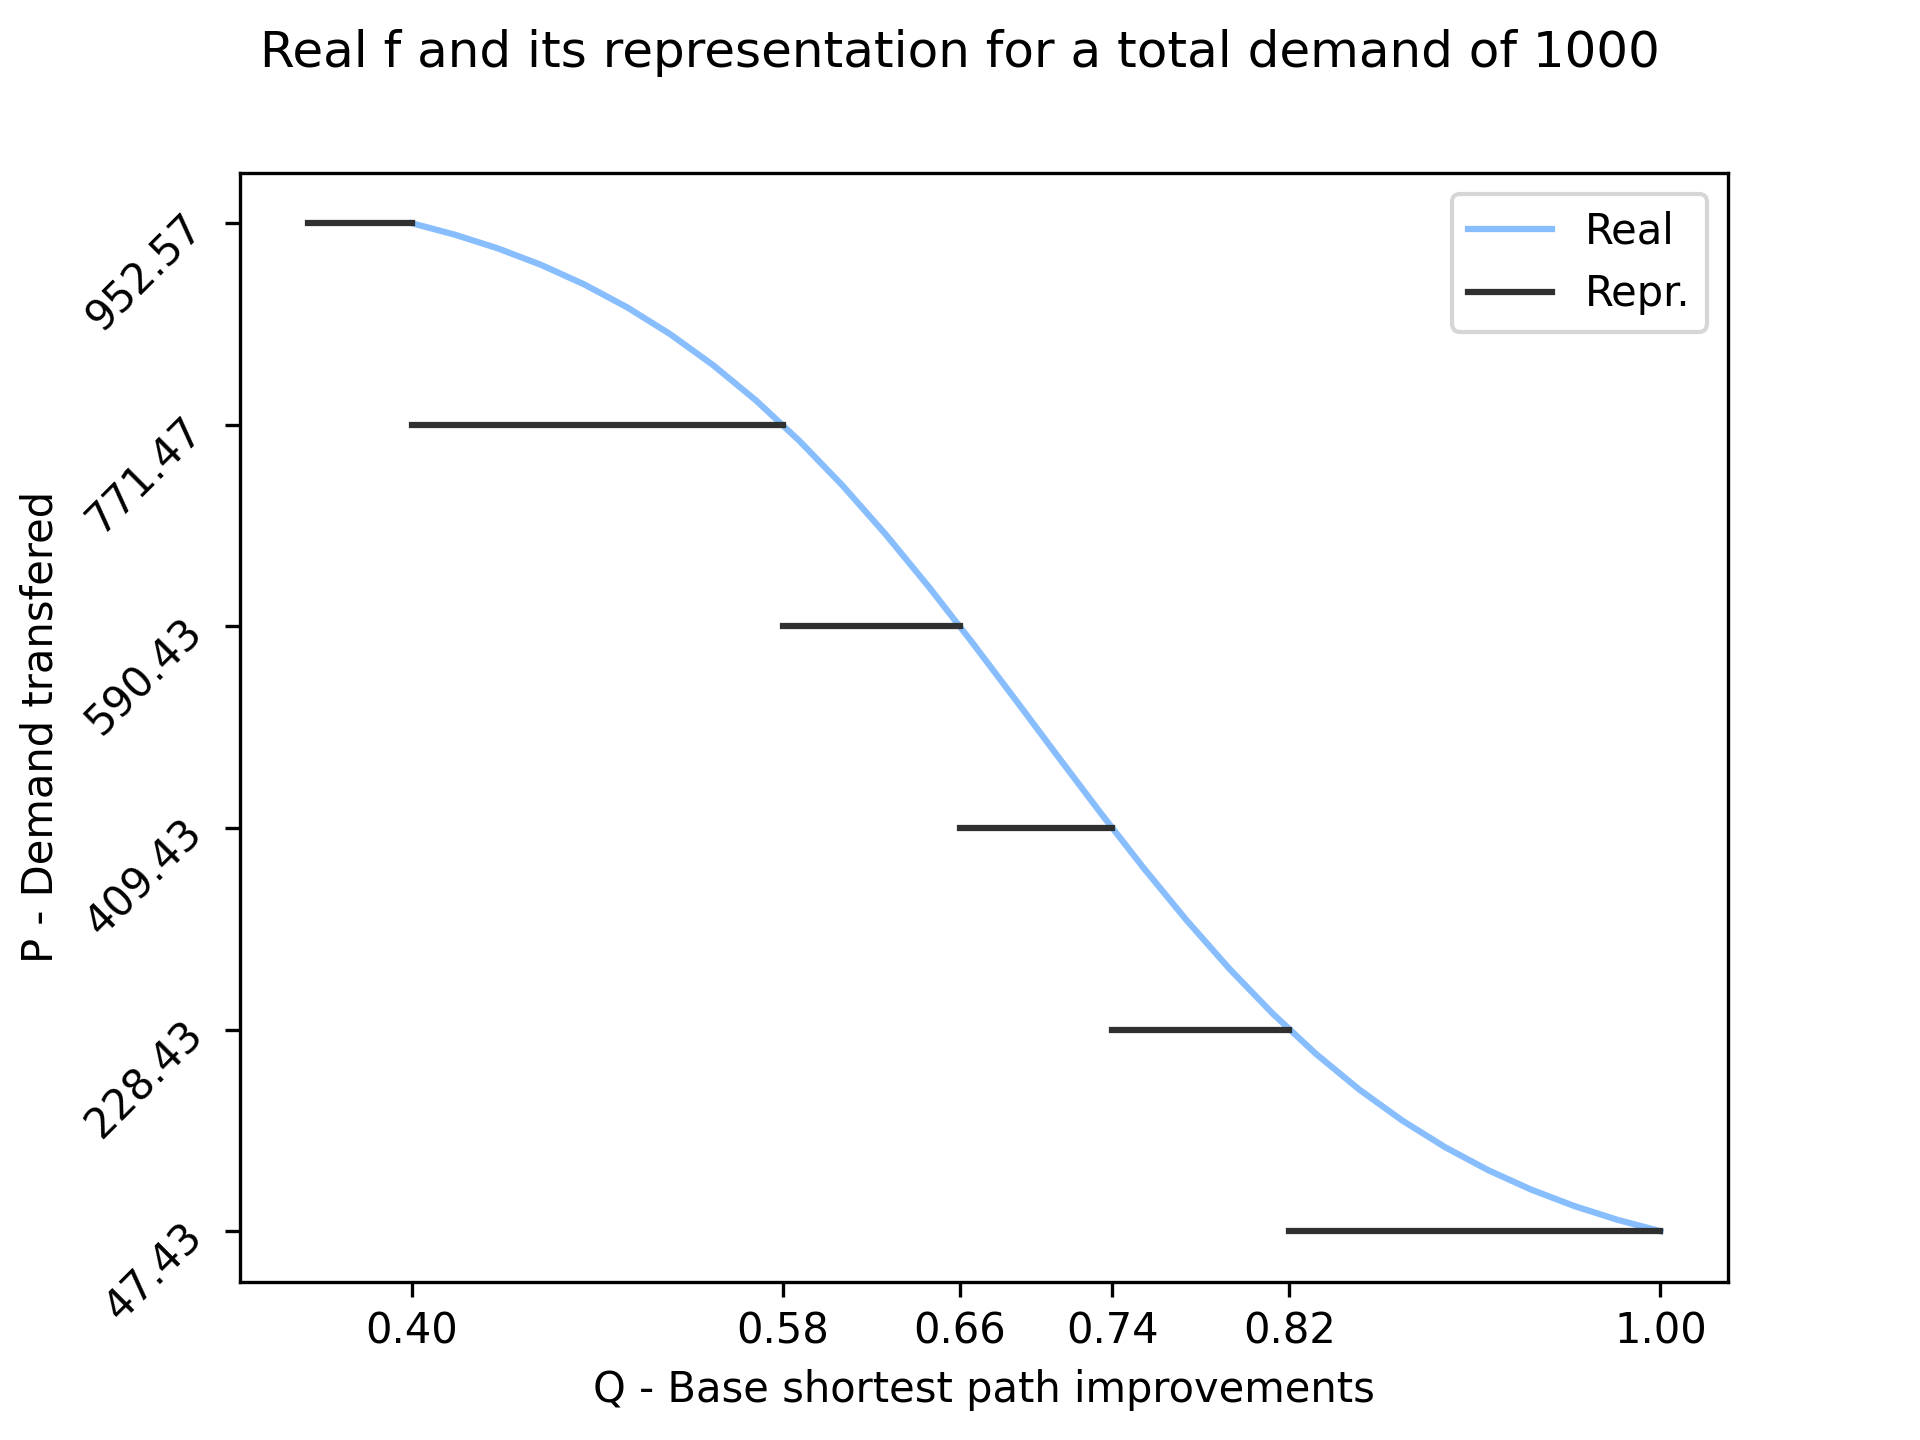 Real f and its representation for a total demand of 1000
Real
Repr.
P - Demand transfered
952.57
771.47
590.43
409.43
228.43
47.43
0.40 0.58 0.66 0.74 0.82 1.00
Q - Base shortest path improvements